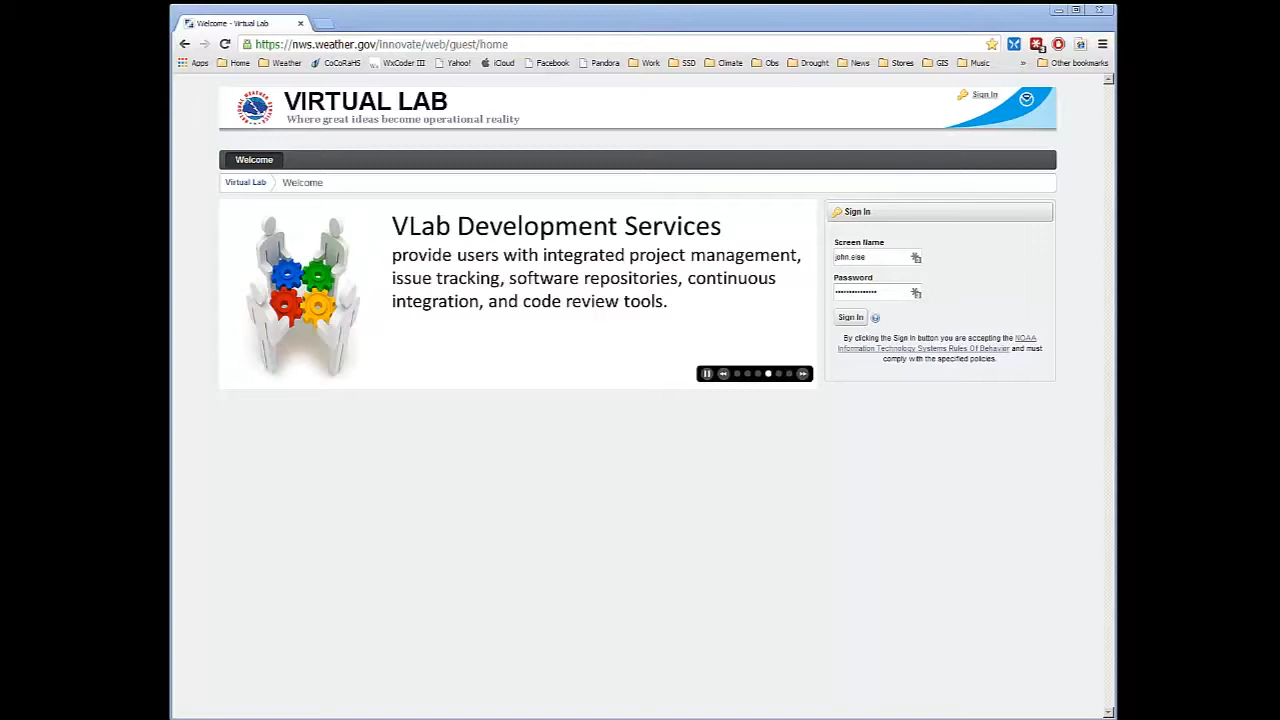 Welcome - Virtual Lab
https://nws.weather.gov/innovate/web/guest/home
Apps Home Weather CoCoRaHS WxCoder III Yahoo! iCloud Facebook Pandora Work SSD Climate Obs Drought News Stores GIS Music » Other bookmarks
VIRTUAL LAB
Where great ideas become operational reality
Sign In
Welcome
Virtual Lab Welcome
VLab Development Services
provide users with integrated project management,
issue tracking, software repositories, continuous
integration, and code review tools.
Sign In
Screen Name
john.eise
Password
Sign In
By clicking the Sign In button you are accepting the NOAA
Information Technology Systems Rules Of Behavior and must
comply with the specified policies.